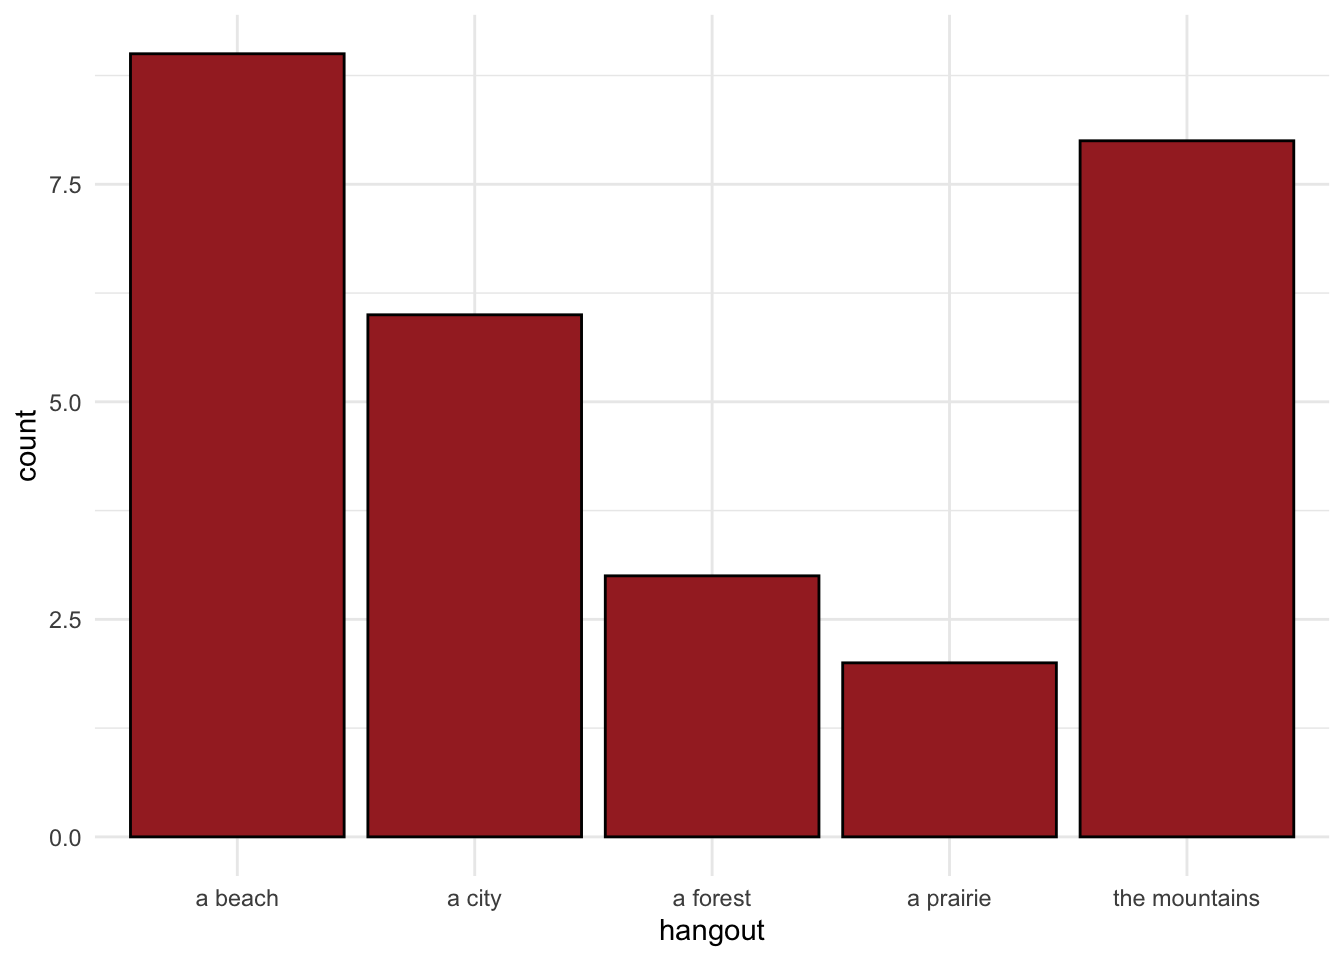 count
7.5
5.0
2.5
0.0
a beach
a city
a forest
a prairie
the mountains
hangout